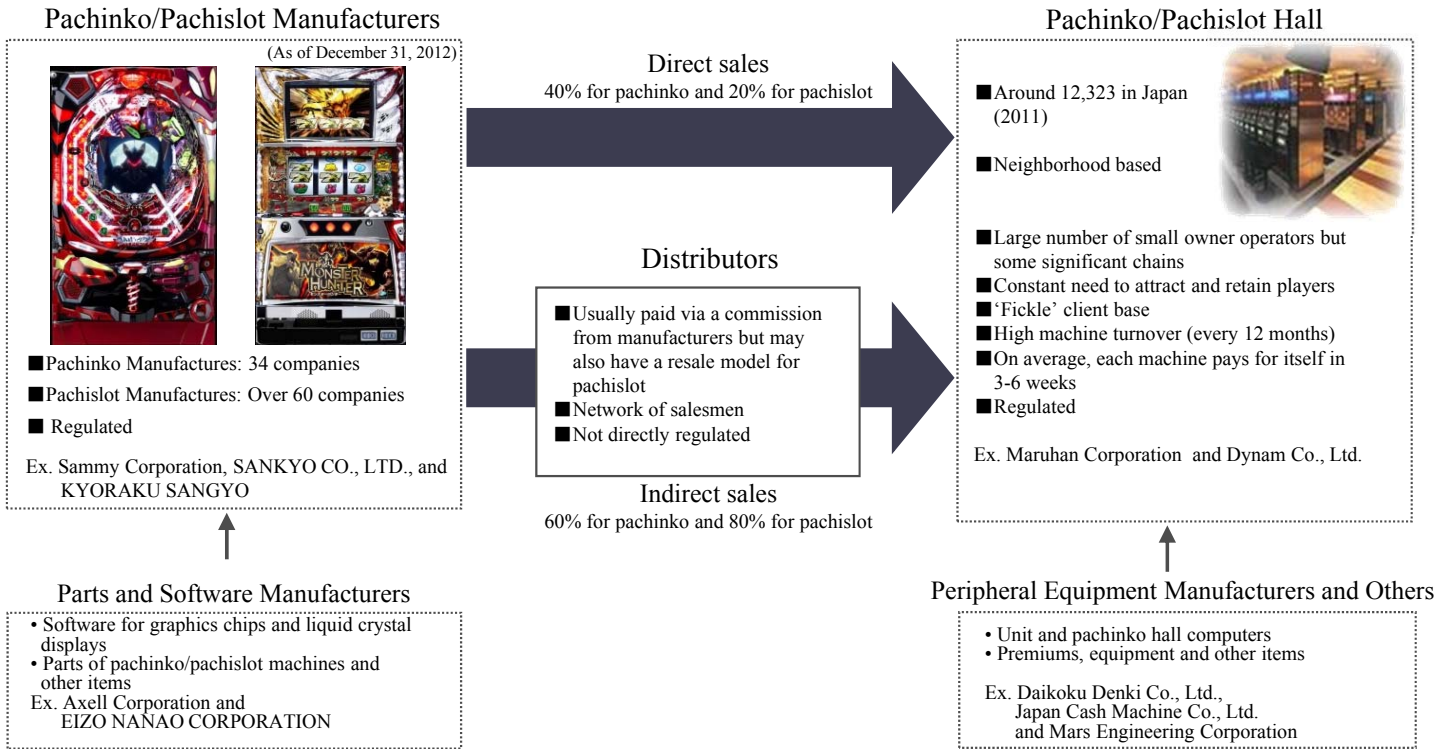 Pachinko/Pachislot Manufacturers
(As of December 31, 2012)
MONSTER
HUNTER
■Pachinko Manufactures: 34 companies
■Pachislot Manufactures: Over 60 companies
■ Regulated
Ex. Sammy Corporation, SANKYO CO., LTD., and
KYORAKU SANGYO
Direct sales
40% for pachinko and 20% for pachislot
Distributors
■Usually paid via a commission
from manufacturers but may
also have a resale model for
pachislot
■Network of salesmen
■Not directly regulated
Indirect sales
60% for pachinko and 80% for pachislot
Pachinko/Pachislot Hall
■Around 12,323 in Japan
(2011)
■Neighborhood based
■Large number of small owner operators but
some significant chains
■Constant need to attract and retain players
■‘Fickle’ client base
■High machine turnover (every 12 months)
■On average, each machine pays for itself in
3-6 weeks
■Regulated
Ex. Maruhan Corporation and Dynam Co., Ltd.
Parts and Software Manufacturers
• Software for graphics chips and liquid crystal
displays
• Parts of pachinko/pachislot machines and
other items
Ex. Axell Corporation and
EIZO NANAO CORPORATION
Peripheral Equipment Manufacturers and Others
• Unit and pachinko hall computers
• Premiums, equipment and other items
Ex. Daikoku Denki Co., Ltd.,
Japan Cash Machine Co., Ltd.
and Mars Engineering Corporation